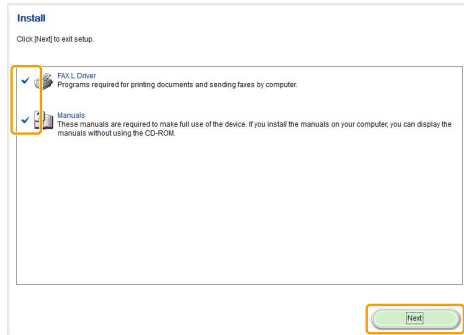 Install
Click [Next] to exit setup.
FAX L Driver
Programs required for printing documents and sending faxes by computer.
Manuals
These manuals are required to make full use of the device. If you install the manuals on your computer, you can display the
manuals without using the CD-ROM.
Next